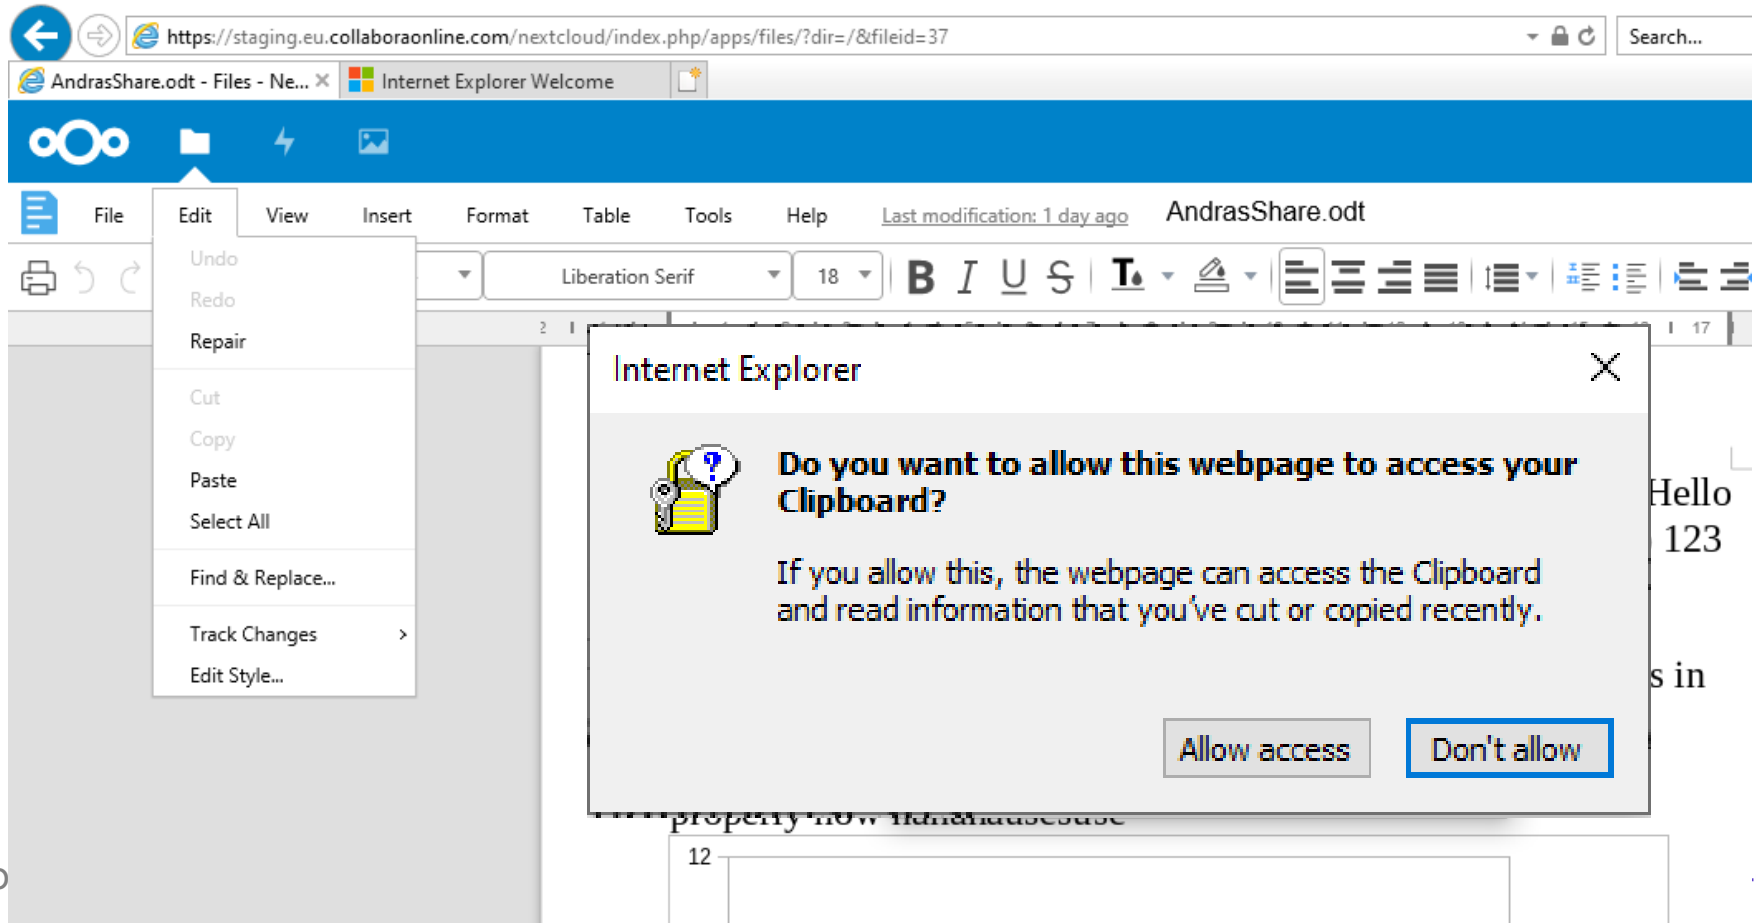 https://staging.eu.collaboraonline.com/nextcloud/index.php/apps/files/?dir=/&fileid=37
Search...
AndrasShare.odt - Files - Ne...
Internet Explorer Welcome
File Edit View Insert Format Table Tools Help Last modification: 1 day ago AndrasShare.odt
Liberation Serif 18 B I U S
Undo
Redo
Repair
Cut
Copy
Paste
Select All
Find & Replace...
Track Changes
Edit Style...
2
17
Internet Explorer
Do you want to allow this webpage to access your
Clipboard?
If you allow this, the webpage can access the Clipboard
and read information that you've cut or copied recently.
Allow access Don't allow
Hello
123
s in
12